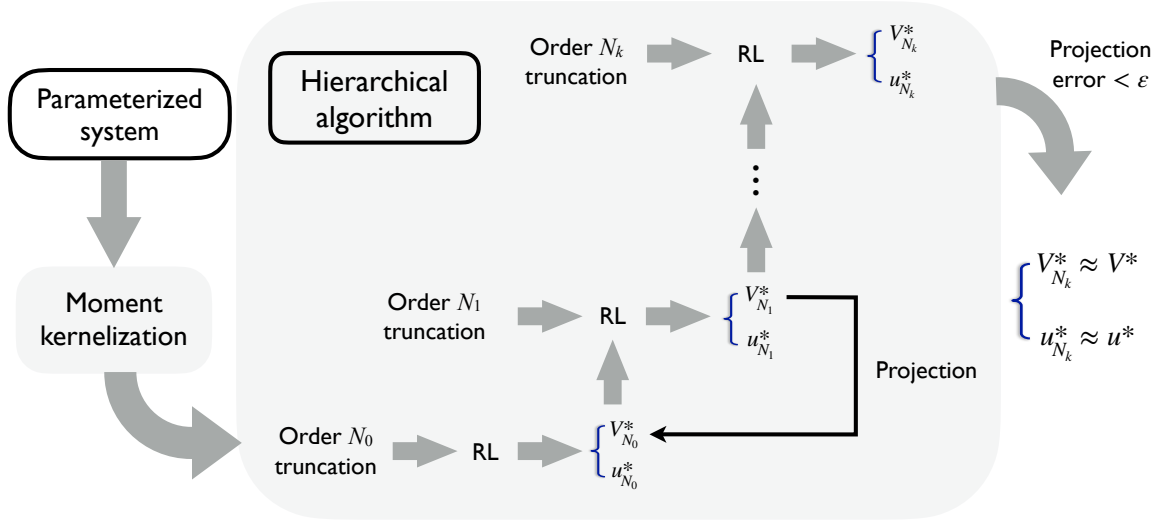 Parameterized
system
Moment
kernelization
Hierarchical
algorithm
Order $N_k$
truncation
RL
$V^*_{N_k}$
$u^*_{N_k}$
Projection
error < ε
⋮
Order $N_1$
truncation
RL
$V^*_{N_1}$
$u^*_{N_1}$
Projection
Order $N_0$
truncation
RL
$V^*_{N_0}$
$u^*_{N_0}$
$V^*_{N_k} ≈ V^*$
$u^*_{N_k} ≈ u^*$